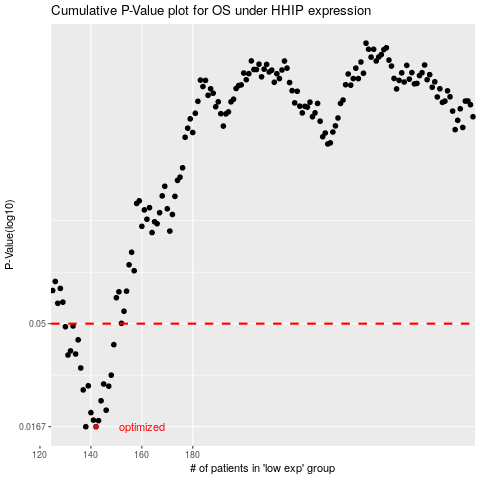 Cumulative P-Value plot for OS under HHIP expression
P-Value(log10)
0.05
0.0167
optimized
120 140 160 180
# of patients in 'low exp' group